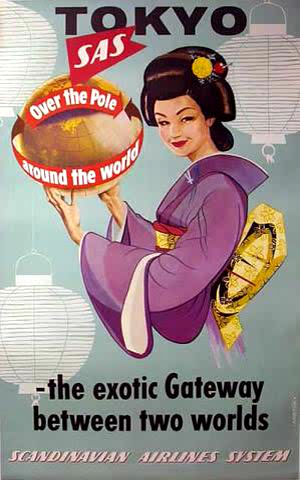 TOKYO
SAS
Over the Pole
around the world
-the exotic Gateway
between two worlds
SCANDINAVIAN AIRLINES SYSTEM